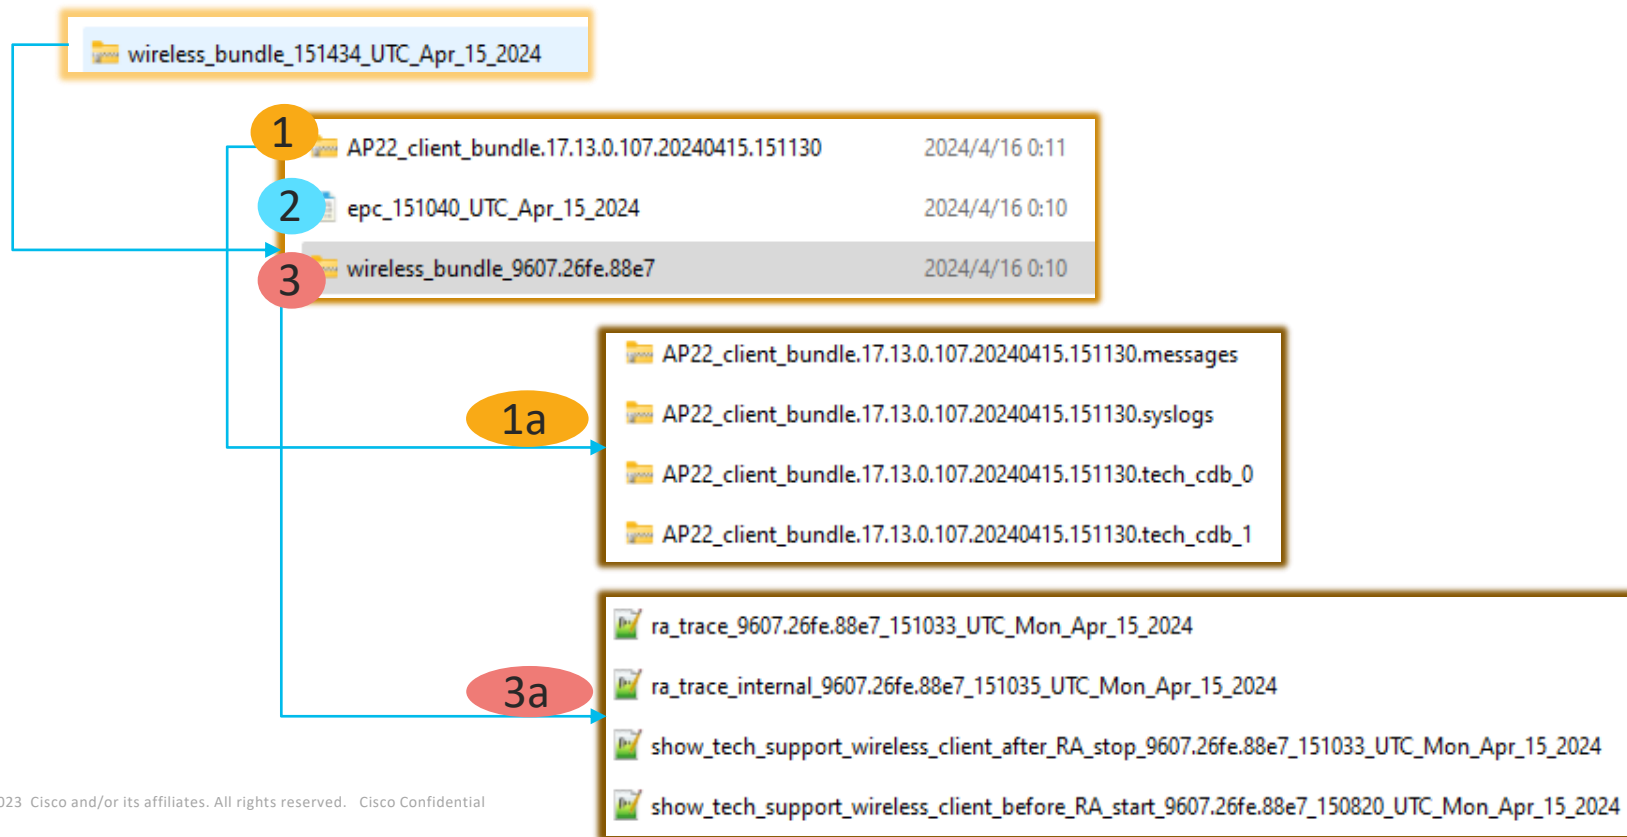 wireless_bundle_151434_UTC_Apr_15_2024
1
AP22_client_bundle.17.13.0.107.20240415.151130 2024/4/16 0:11
2
epc_151040_UTC_Apr_15_2024 2024/4/16 0:10
3
wireless_bundle_9607.26fe.88e7 2024/4/16 0:10
1a
AP22_client_bundle.17.13.0.107.20240415.151130.messages
AP22_client_bundle.17.13.0.107.20240415.151130.syslogs
AP22_client_bundle.17.13.0.107.20240415.151130.tech_cdb_0
AP22_client_bundle.17.13.0.107.20240415.151130.tech_cdb_1
3a
ra_trace_9607.26fe.88e7_151033_UTC_Mon_Apr_15_2024
ra_trace_internal_9607.26fe.88e7_151035_UTC_Mon_Apr_15_2024
show_tech_support_wireless_client_after_RA_stop_9607.26fe.88e7_151033_UTC_Mon_Apr_15_2024
show_tech_support_wireless_client_before_RA_start_9607.26fe.88e7_150820_UTC_Mon_Apr_15_2024
023 Cisco and/or its affiliates. All rights reserved. Cisco Confidential